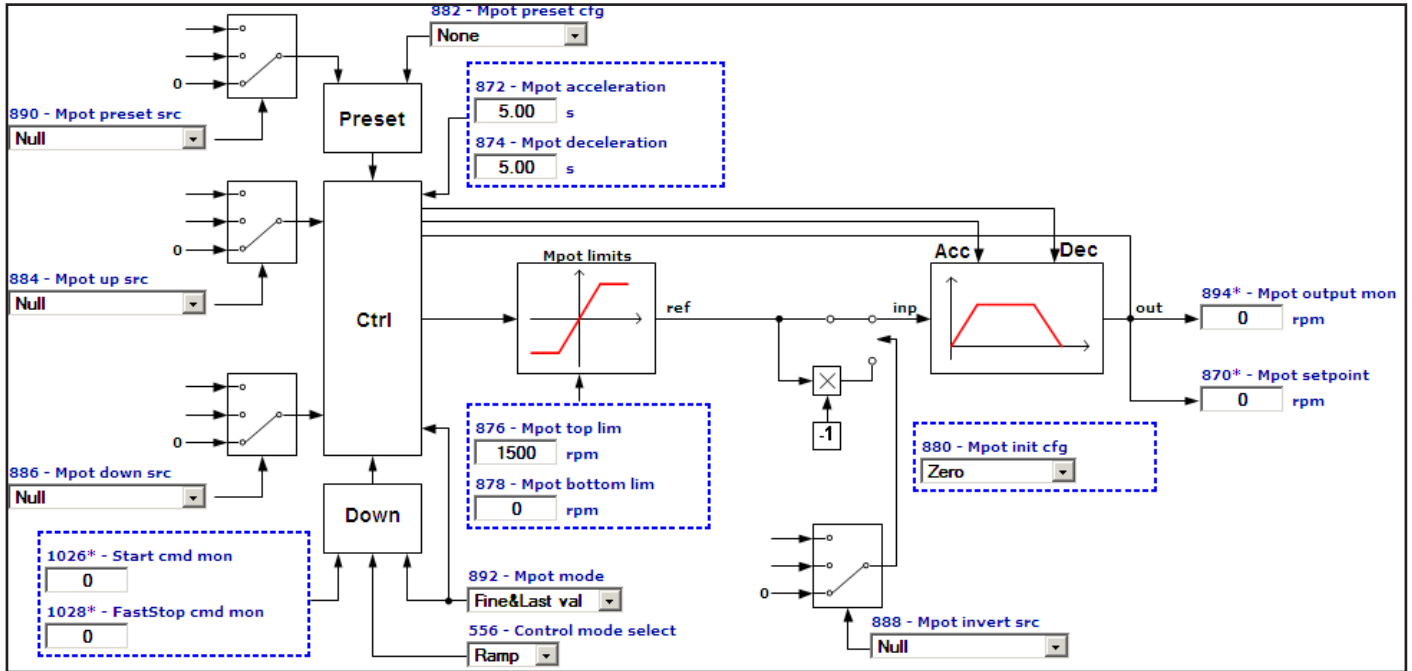 882 - Mpot preset cfg
None
0
890 - Mpot preset src
Null
Preset
872 - Mpot acceleration
5.00 s
874 - Mpot deceleration
5.00 s
0
884 - Mpot up src
Null
Ctrl
Mpot limits
ref
inp
Acc
Dec
out
894* - Mpot output mon
0 rpm
870* - Mpot setpoint
0 rpm
-1
876 - Mpot top lim
1500 rpm
878 - Mpot bottom lim
0 rpm
880 - Mpot init cfg
Zero
0
886 - Mpot down src
Null
Down
1026* - Start cmd mon
0
1028* - FastStop cmd mon
0
892 - Mpot mode
Fine&Last val
556 - Control mode select
Ramp
0
888 - Mpot invert src
Null